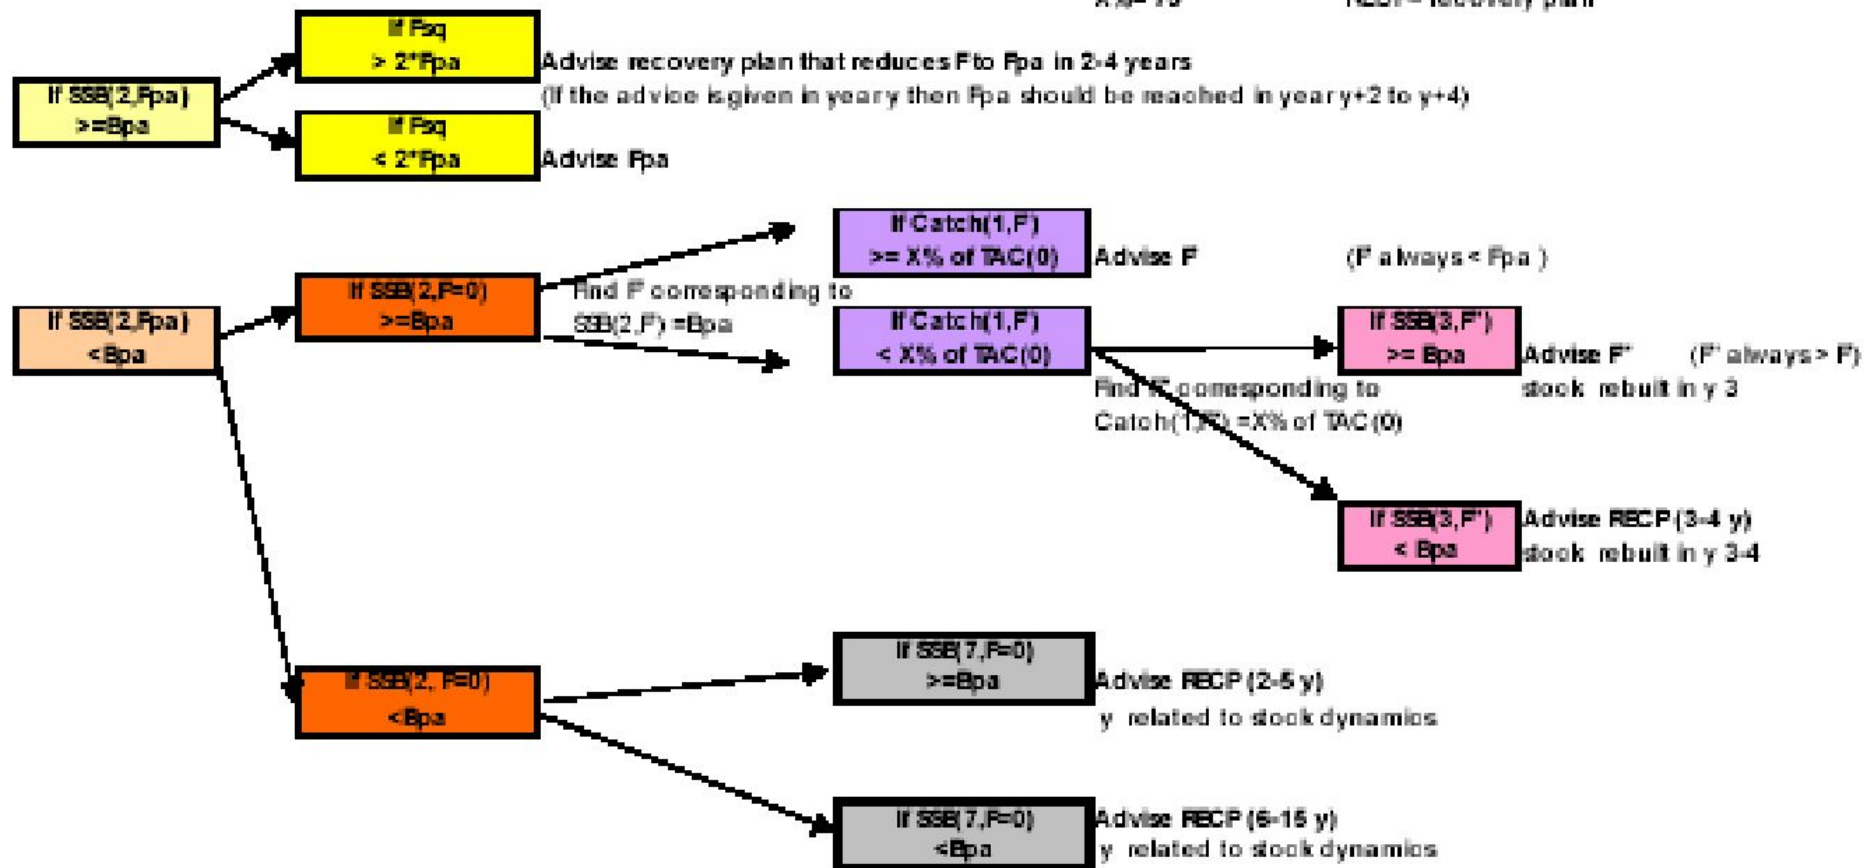 If Fsq
> 2*Fpa
Advise recovery plan that reduces F to Fpa in 2-4 years
(If the advice is given in year y then Fpa should be reached in year y+2 to y+4)
If SSB(2,Fpa)
>=Bpa
If Fsq
< 2*Fpa
Advise Fpa
If Catch(1,F')
>= X% of TAC(0)
Advise F'
(F' always < Fpa )
If SSB(2,F=0)
>=Bpa
Find F' corresponding to
SSB(2,F') =Bpa
If SSB(2,Fpa)
<Bpa
If Catch(1,F')
< X% of TAC(0)
If SSB(3,F")
>= Bpa
Advise F"
(F" always > F')
stock rebuilt in y 3
Find F" corresponding to
Catch(1,F") =X% of TAC(0)
If SSB(3,F")
< Bpa
Advise RECP (3-4 y)
stock rebuilt in y 3-4
If SSB(2, F=0)
<Bpa
If SSB(7,F=0)
>=Bpa
Advise RECP (2-5 y)
y related to stock dynamics
If SSB(7,F=0)
<Bpa
Advise RECP (6-15 y)
y related to stock dynamics